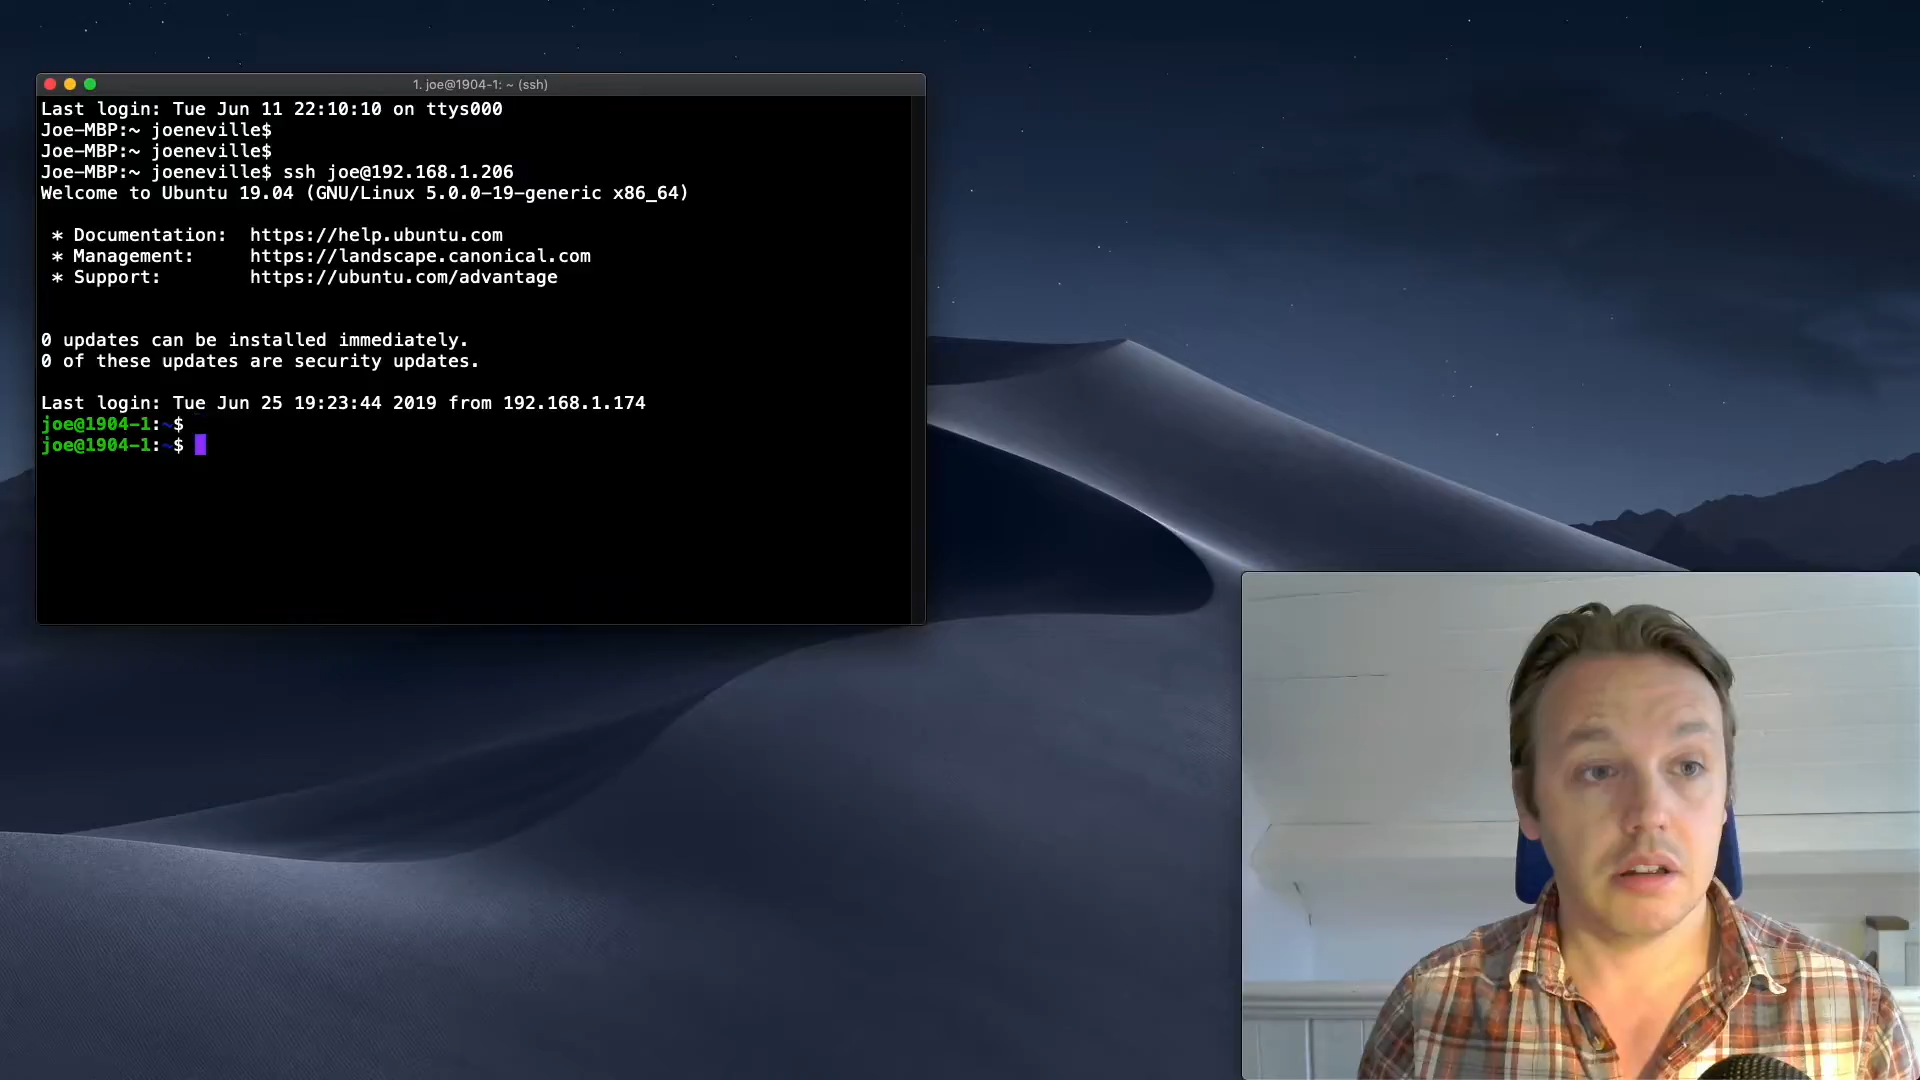 1. joe@1904-1: ~ (ssh)
Last login: Tue Jun 11 22:10:10 on ttys000
Joe-MBP:~ joeneville$
Joe-MBP:~ joeneville$
Joe-MBP:~ joeneville$ ssh joe@192.168.1.206
Welcome to Ubuntu 19.04 (GNU/Linux 5.0.0-19-generic x86_64)
* Documentation:  https://help.ubuntu.com
* Management:     https://landscape.canonical.com
* Support:        https://ubuntu.com/advantage
0 updates can be installed immediately.
0 of these updates are security updates.
Last login: Tue Jun 25 19:23:44 2019 from 192.168.1.174
joe@1904-1:~$
joe@1904-1:~$